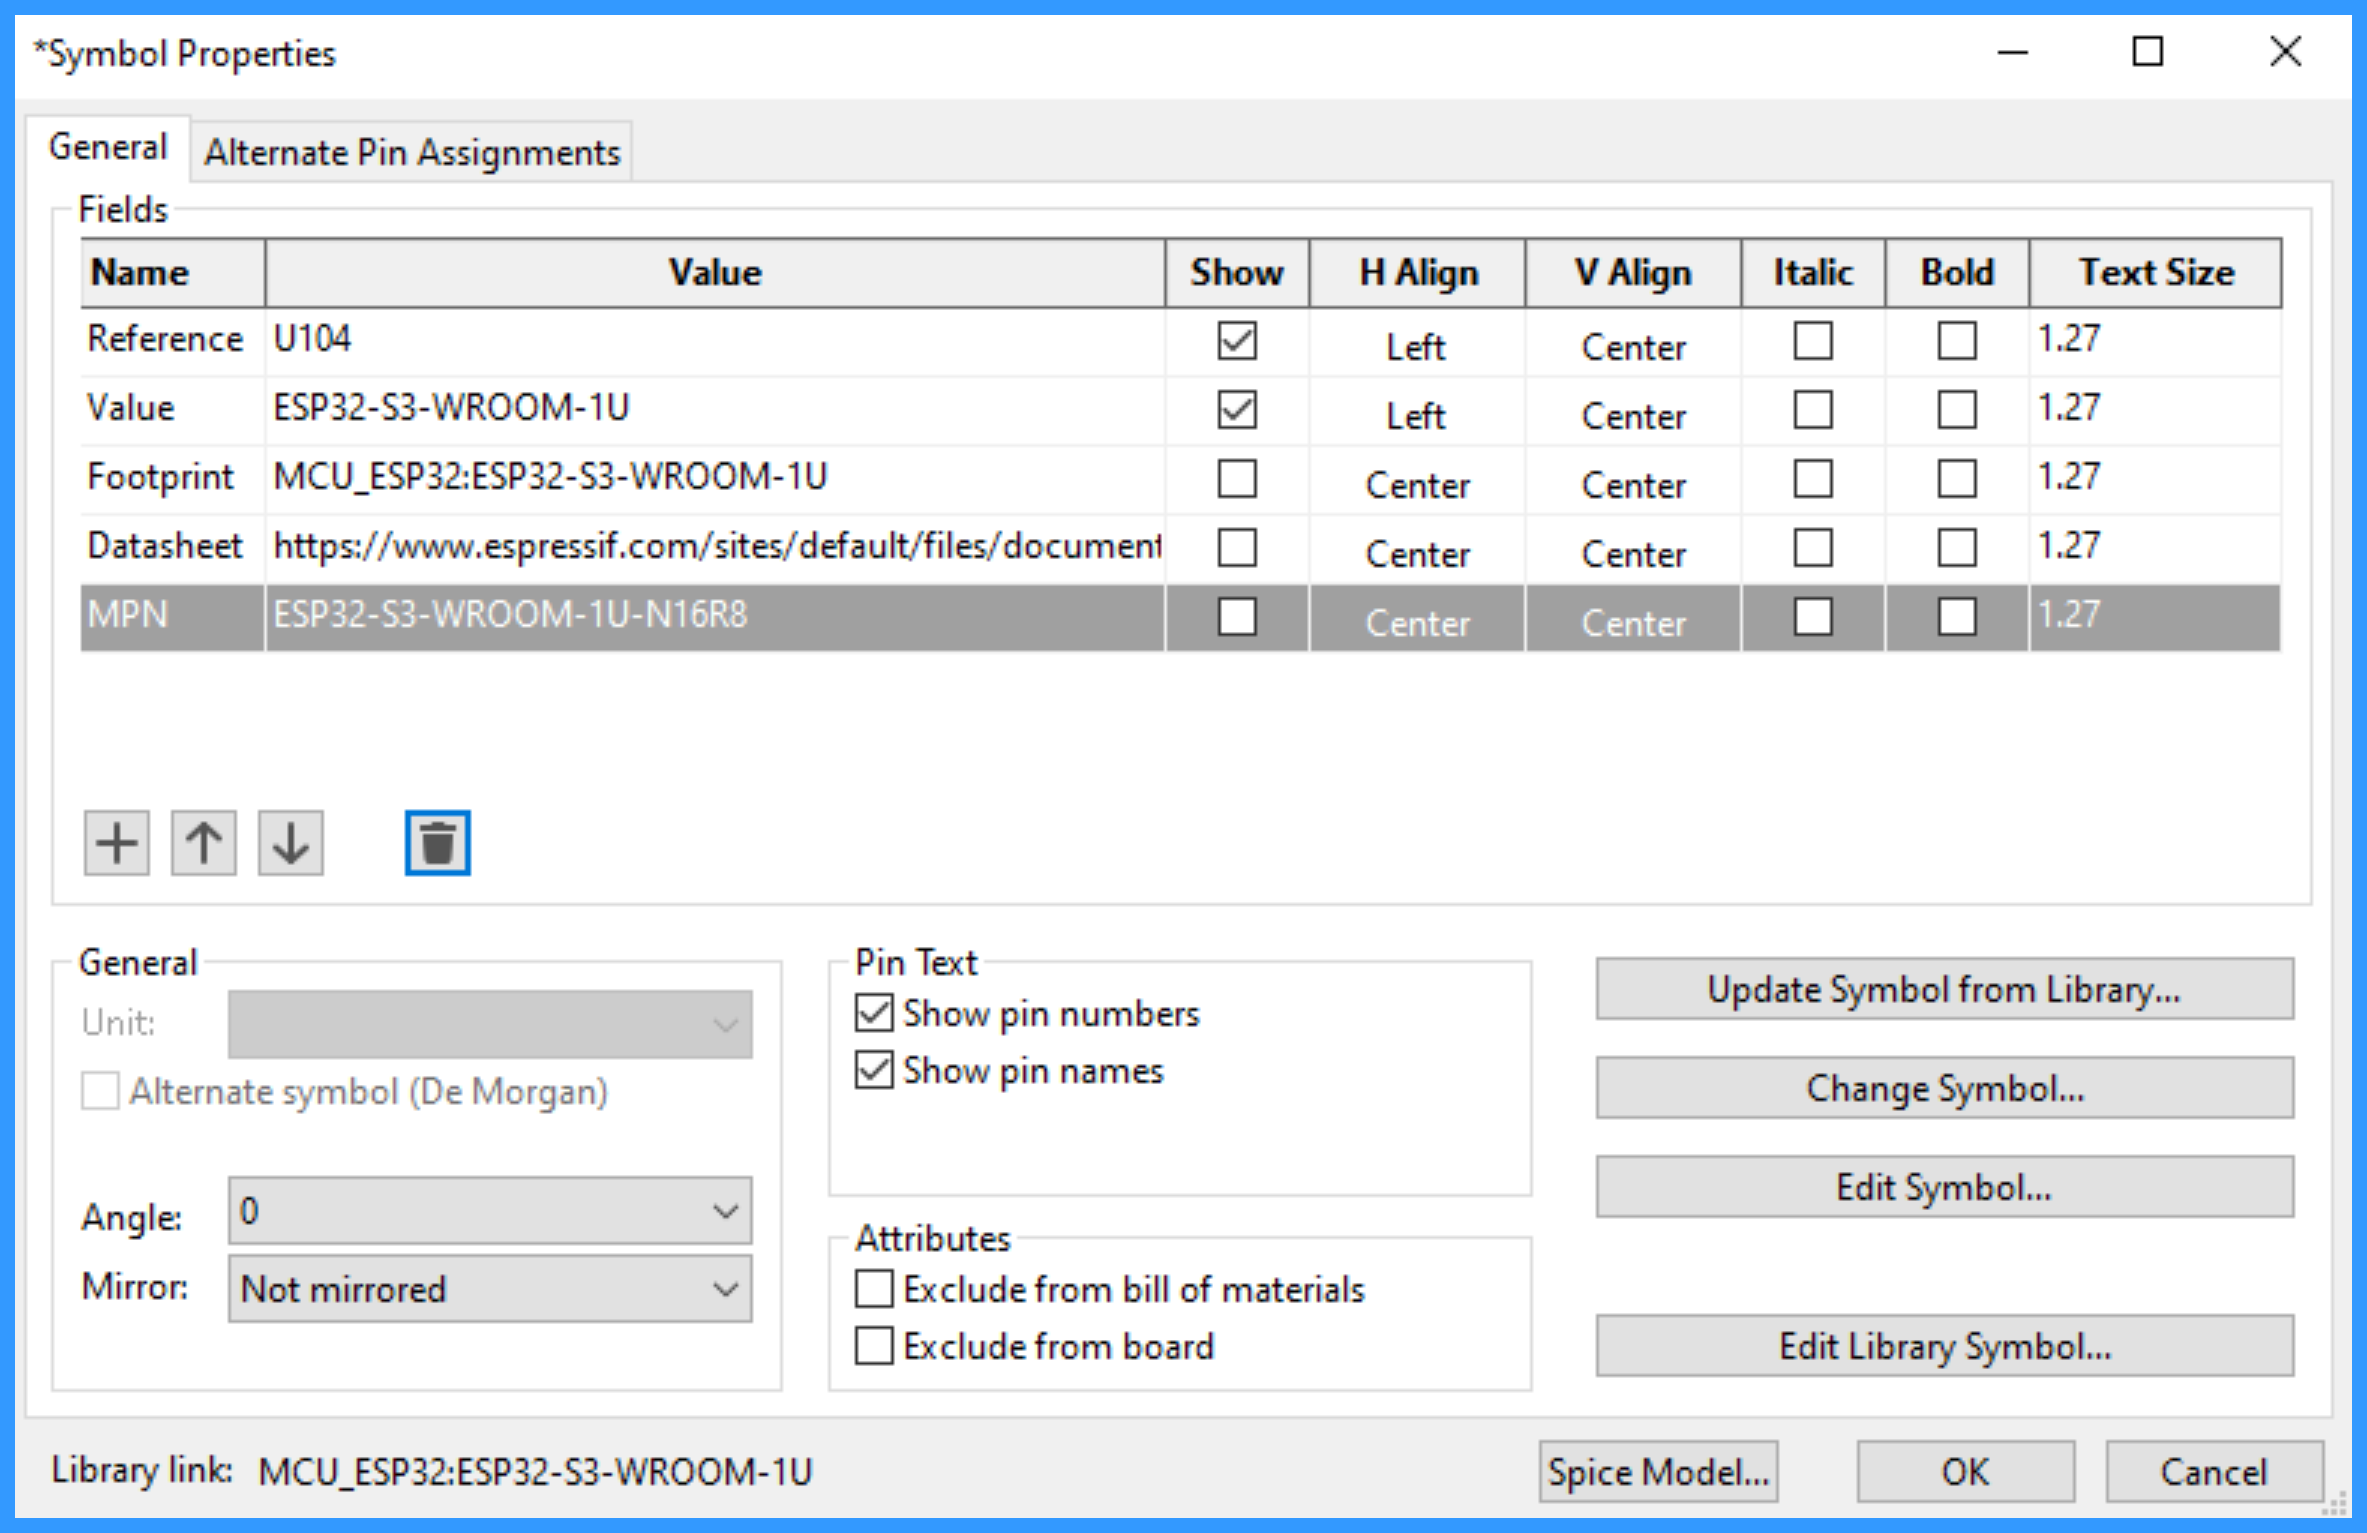 *Symbol Properties
General Alternate Pin Assignments
Fields
Name Value Show H Align V Align Italic Bold Text Size
Reference U104 Left Center 1.27
Value ESP32-S3-WROOM-1U Left Center 1.27
Footprint MCU_ESP32:ESP32-S3-WROOM-1U Center Center 1.27
Datasheet https://www.espressif.com/sites/default/files/document Center Center 1.27
MPN ESP32-S3-WROOM-1U-N16R8 Center Center 1.27
General
Unit:
Alternate symbol (De Morgan)
Angle: 0
Mirror: Not mirrored
Pin Text
Show pin numbers
Show pin names
Attributes
Exclude from bill of materials
Exclude from board
Update Symbol from Library...
Change Symbol...
Edit Symbol...
Edit Library Symbol...
Library link: MCU_ESP32:ESP32-S3-WROOM-1U
Spice Model... OK Cancel